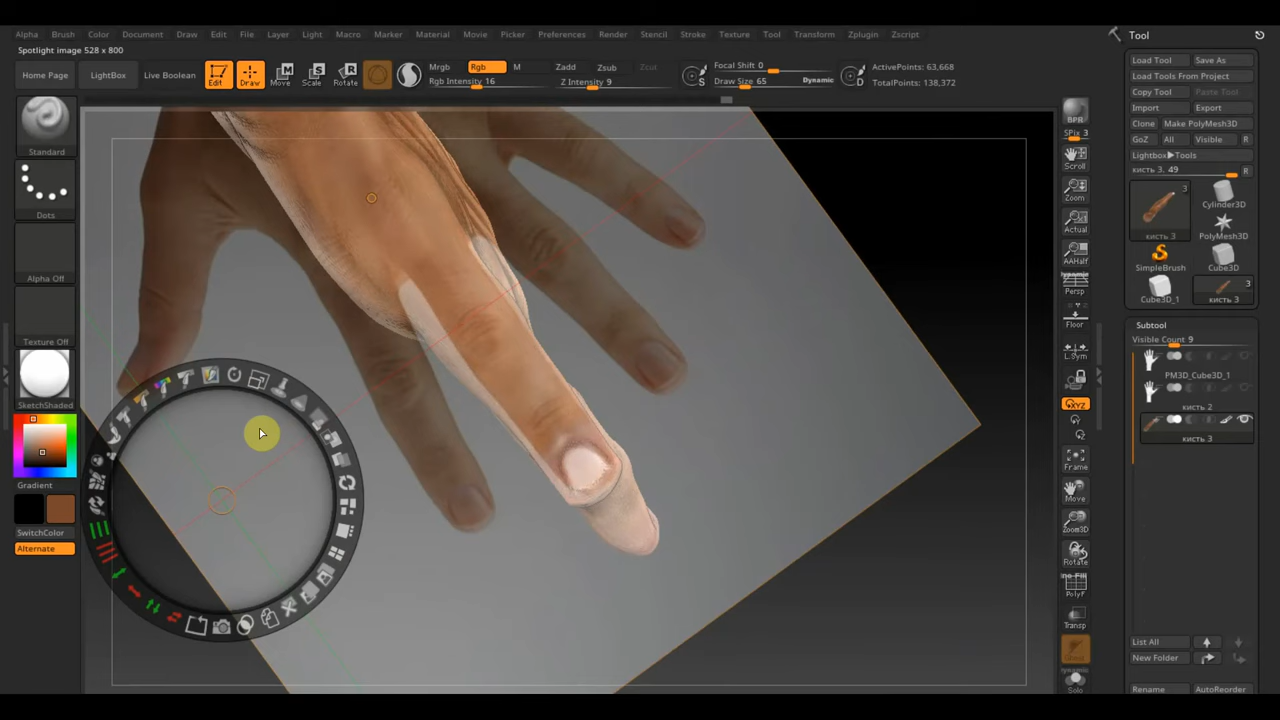 Alpha Brush Color Document Draw Edit File Layer Light Macro Marker Material Movie Picker Preferences Render Stencil Stroke Texture Tool Transform Zplugin Zscript
Tool
Spotlight image 528 x 800
Home Page
LightBox
Live Boolean
Edit
Draw
Move
Scale
Rotate
Mrgb
Rgb
M
Rgb Intensity 16
Zadd
Zsub
Zcut
Z Intensity 9
Focal Shift 0
Draw Size 65
Dynamic
ActivePoints: 63,668
TotalPoints: 138,372
Load Tool
Save As
Load Tools From Project
Copy Tool
Paste Tool
Import
Export
Clone
Make PolyMesh3D
GoZ
All
Visible
R
Lightbox▶Tools
кисть 3. 49
R
3
кисть 3
Cylinder3D
PolyMesh3D
SimpleBrush
Cube3D
Cube3D_1
3
кисть 3
Subtool
Visible Count 9
PM3D_Cube3D_1
кисть 2
кисть 3
List All
New Folder
Rename
AutoReorder
Standard
Dots
Alpha Off
Texture Off
SketchShaded
Gradient
SwitchColor
Alternate
BPR
SPix 3
Scroll
Zoom
Actual
AAHalf
Persp
Floor
L.Sym
XYZ
Frame
Move
Zoom3D
Rotate
PolyF
Transp
Solo